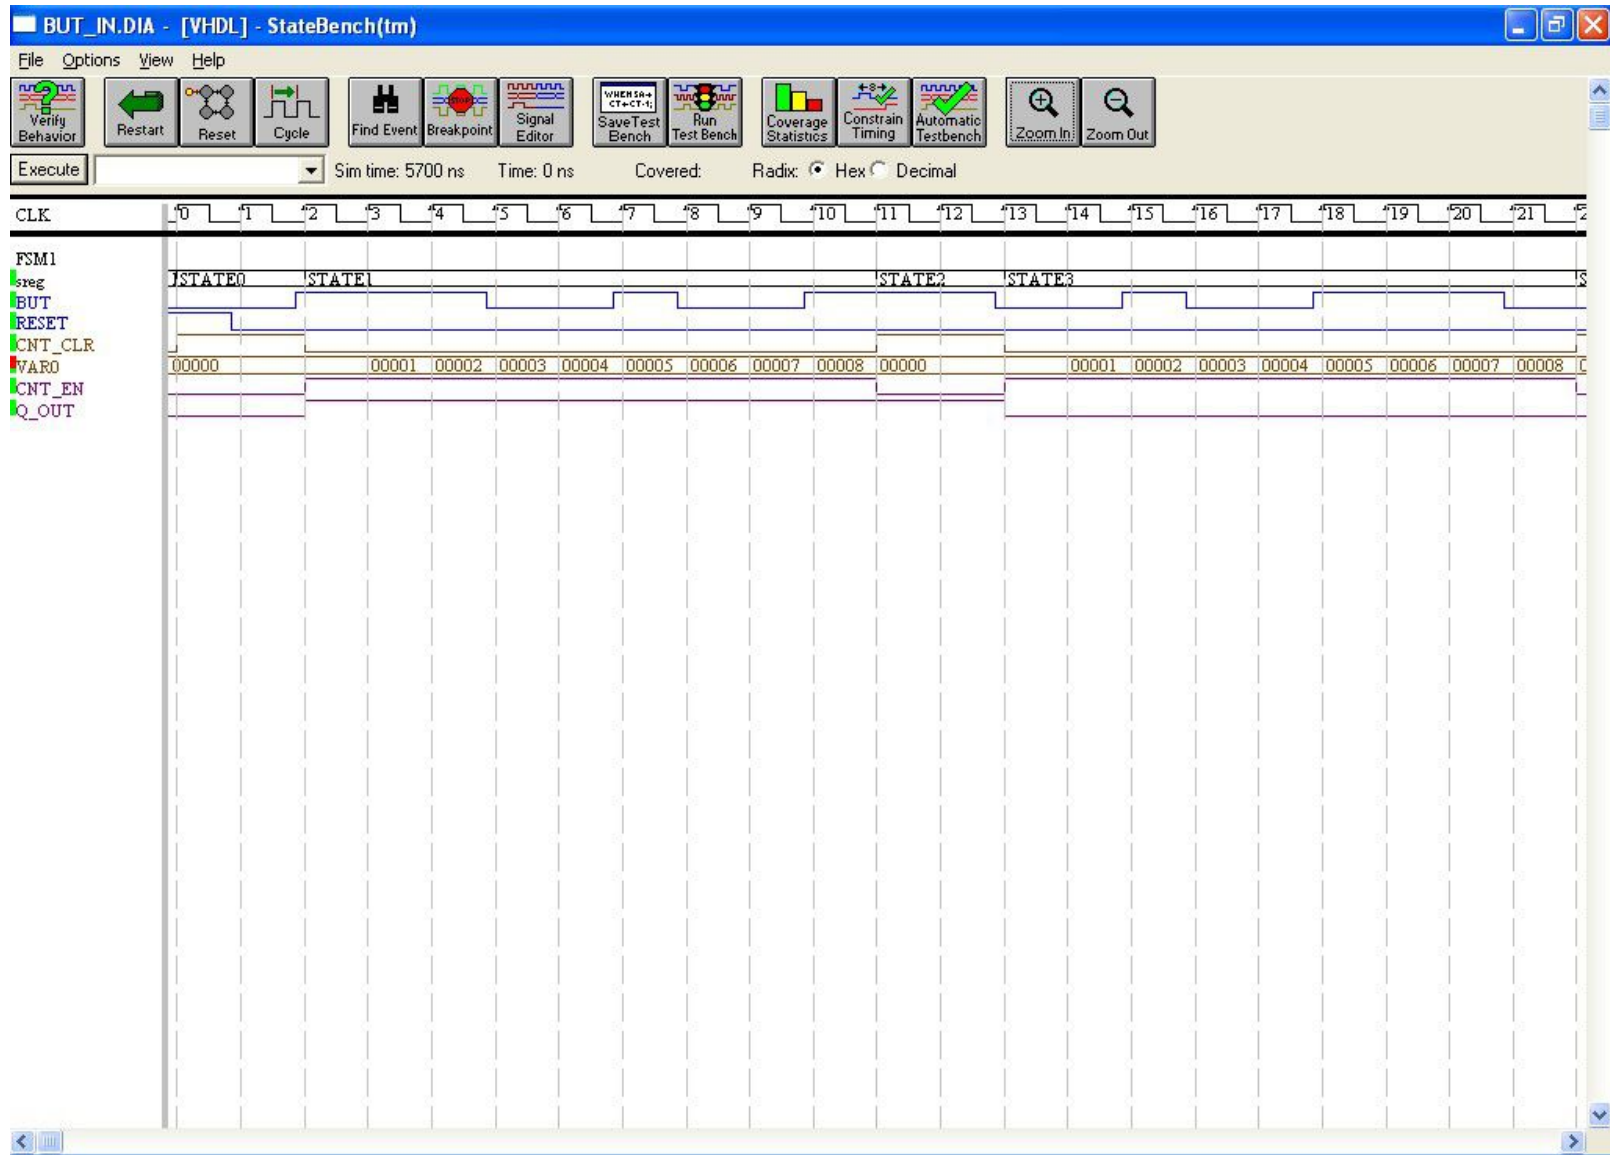 BUT_IN.DIA - [VHDL] - StateBench(tm)
File Options View Help
Verify Behavior Restart Reset Cycle Find Event Breakpoint Signal Editor WHEN SA→ CT←CT-1; SaveTest Bench Run Test Bench Coverage Statistics Constrain Timing Automatic Testbench Zoom In Zoom Out
Execute Sim time: 5700 ns Time: 0 ns Covered: Radix: Hex Decimal
CLK 0 1 2 3 4 5 6 7 8 9 10 11 12 13 14 15 16 17 18 19 20 21
FSM1
sreg STATE0 STATE1 STATE2 STATE3 S
BUT
RESET
CNT_CLR
VAR0 00000 00001 00002 00003 00004 00005 00006 00007 00008 00000 00001 00002 00003 00004 00005 00006 00007 00008
CNT_EN
Q_OUT